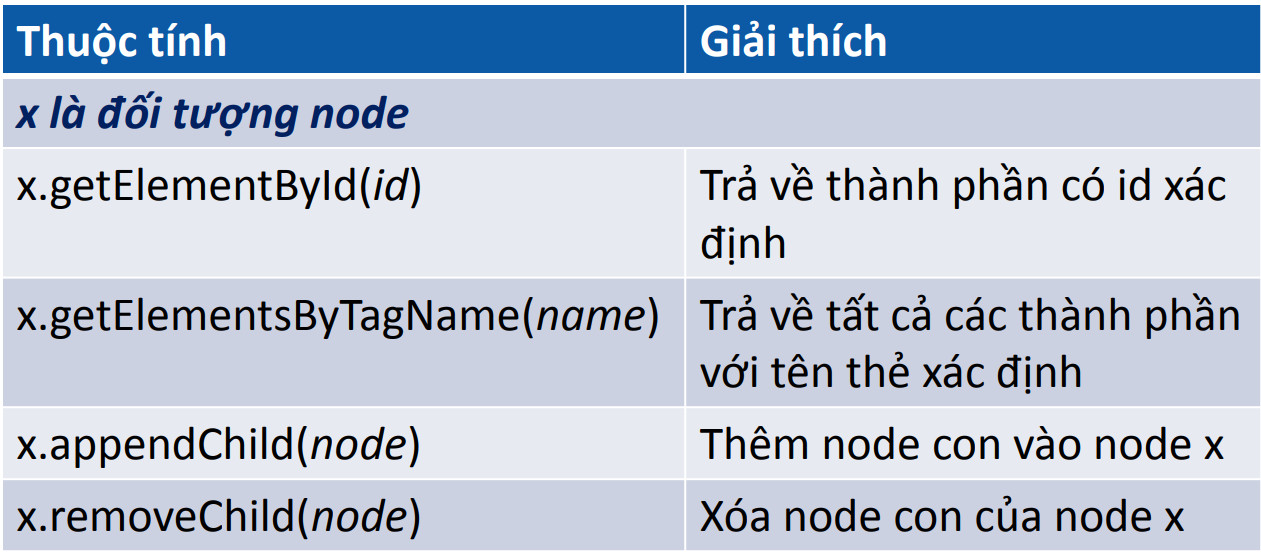 Thuộc tính
Giải thích
x là đối tượng node
x.getElementById(id)
Trả về thành phần có id xác
định
x.getElementsByTagName(name)
Trả về tất cả các thành phần
với tên thẻ xác định
x.appendChild(node)
Thêm node con vào node x
x.removeChild(node)
Xóa node con của node x